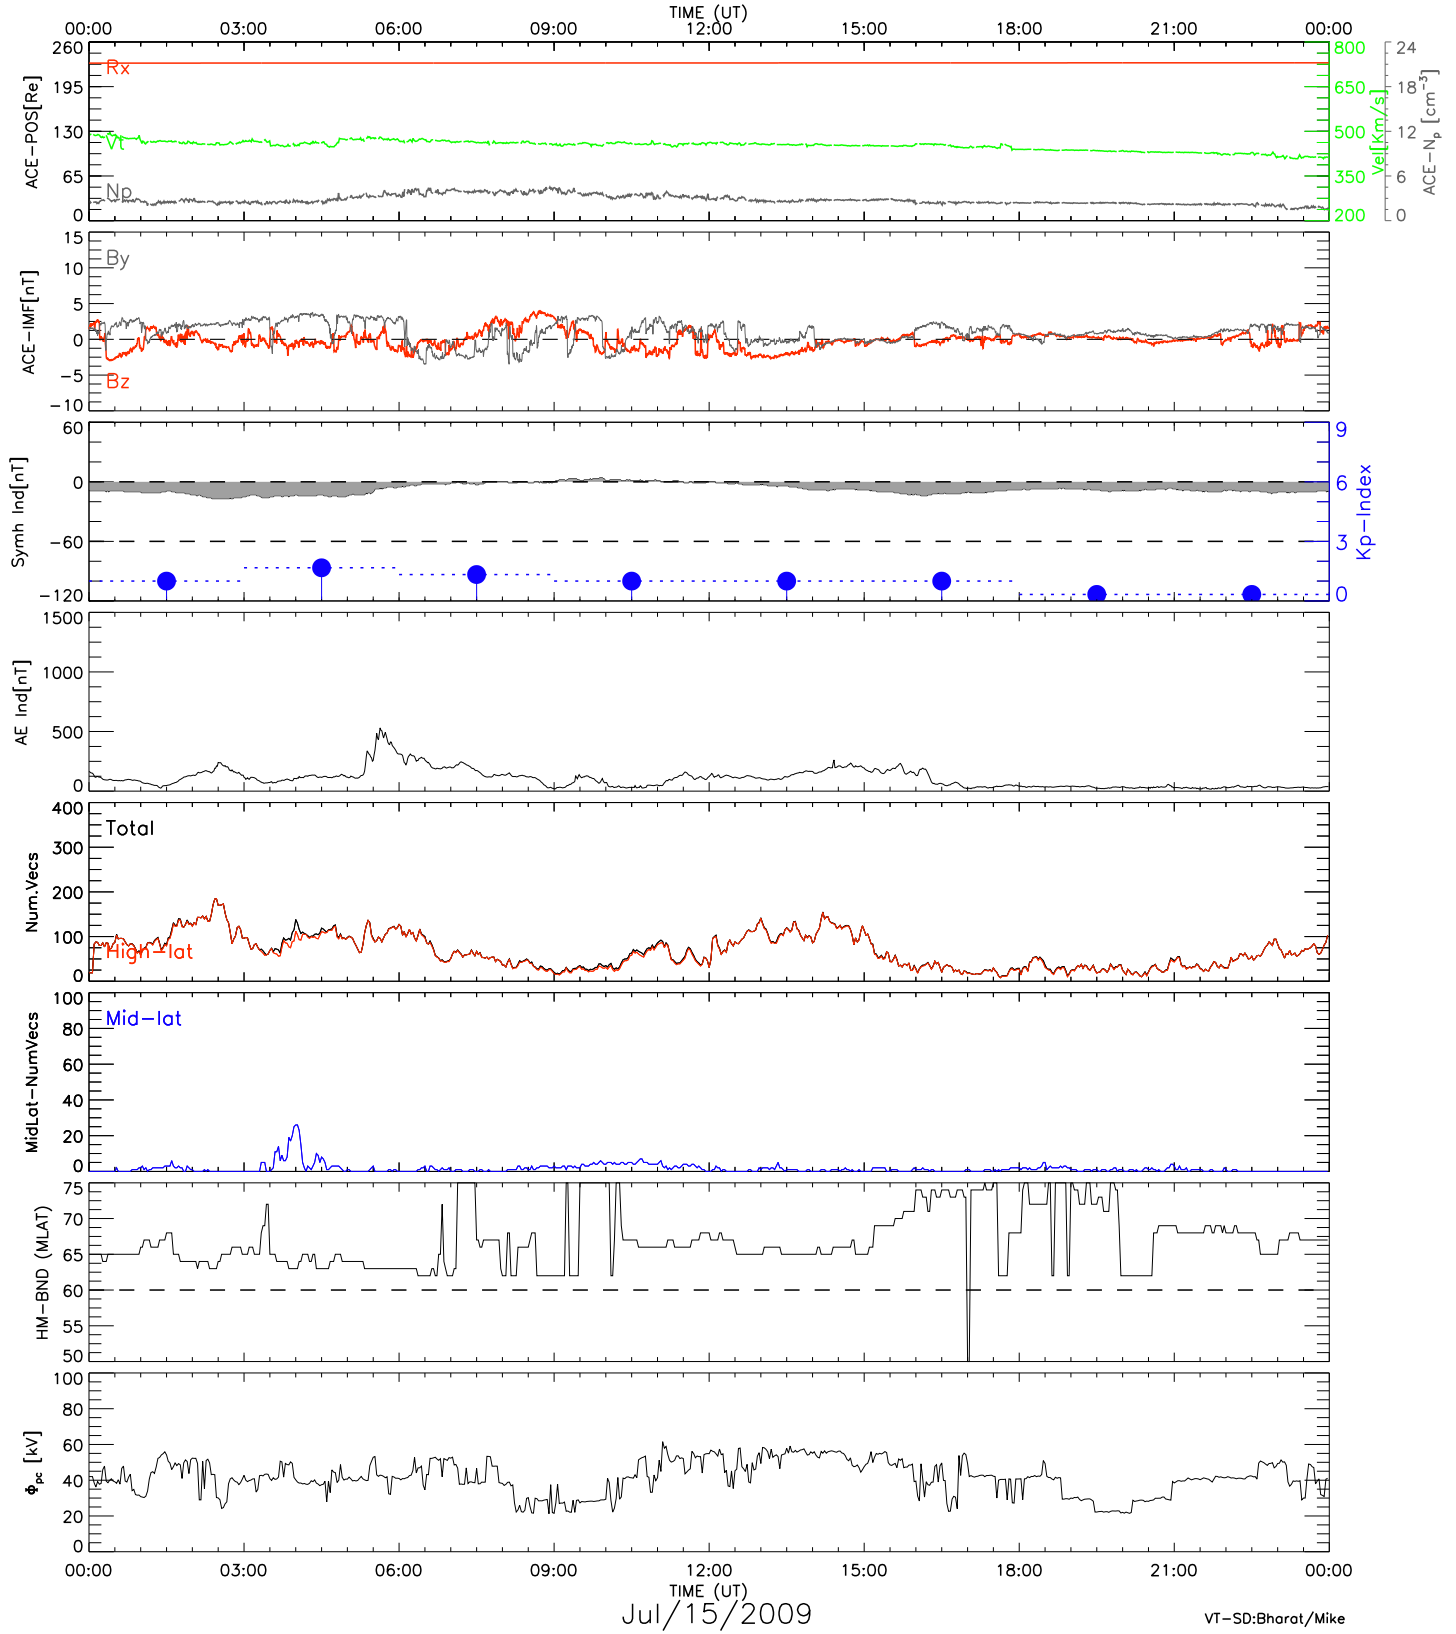 TIME (UT)
00:00 03:00 06:00 09:00 12:00 15:00 18:00 21:00 00:00
ACE-POS[Re]
260
195
130
65
0
Rx
Vt
Np
800
650
500
350
200
Vel[Km/s]
24
18
12
6
0
ACE-Np [cm-3]
ACE-IMF[nT]
15
10
5
0
-5
-10
By
Bz
Symh Ind[nT]
60
0
-60
-120
9
6
3
0
Kp-Index
AE Ind[nT]
1500
1000
500
0
Num.Vecs
400
300
200
100
0
Total
High-lat
MidLat-NumVecs
100
80
60
40
20
0
Mid-lat
HM-BND (MLAT)
75
70
65
60
55
50
Φpc [kV]
100
80
60
40
20
0
00:00 03:00 06:00 09:00 12:00 15:00 18:00 21:00 00:00
TIME (UT)
Jul/15/2009
VT-SD:Bharat/Mike